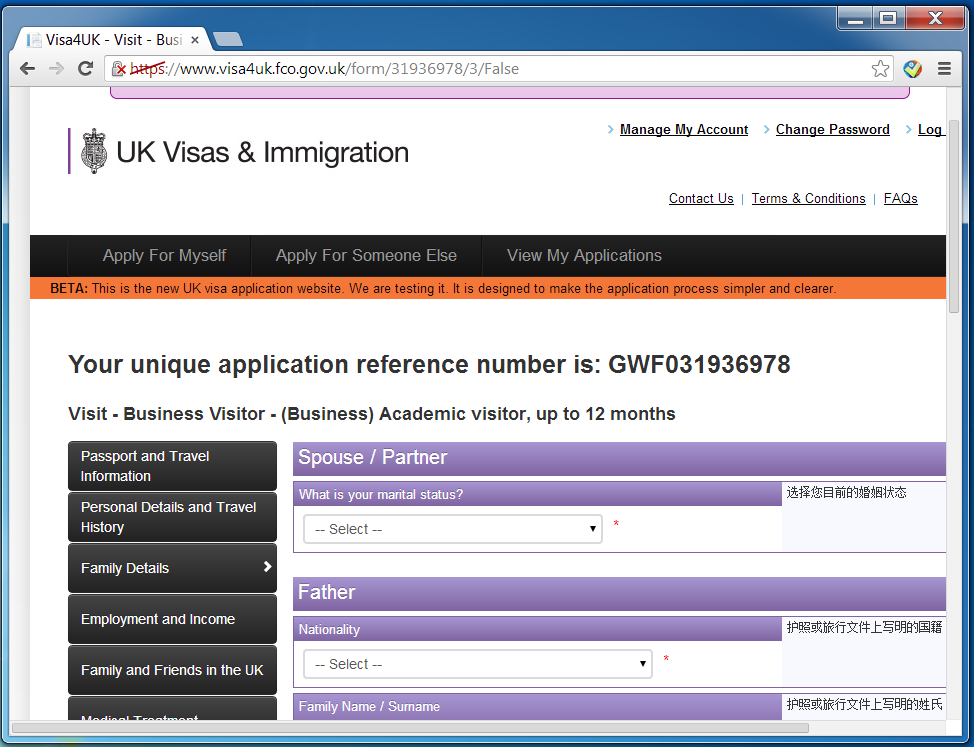 Visa4UK - Visit - Busi
https://www.visa4uk.fco.gov.uk/form/31936978/3/False
Manage My Account
Change Password
Log
UK Visas & Immigration
Contact Us | Terms & Conditions | FAQs
Apply For Myself
Apply For Someone Else
View My Applications
BETA: This is the new UK visa application website. We are testing it. It is designed to make the application process simpler and clearer.
Your unique application reference number is: GWF031936978
Visit - Business Visitor - (Business) Academic visitor, up to 12 months
Passport and Travel
Information
Personal Details and Travel
History
Family Details
Employment and Income
Family and Friends in the UK
Medical Treatment
Spouse / Partner
What is your marital status?
选择您目前的婚姻状态
-- Select --
*
Father
Nationality
护照或旅行文件上写明的国籍
-- Select --
*
Family Name / Surname
护照或旅行文件上写明的姓氏